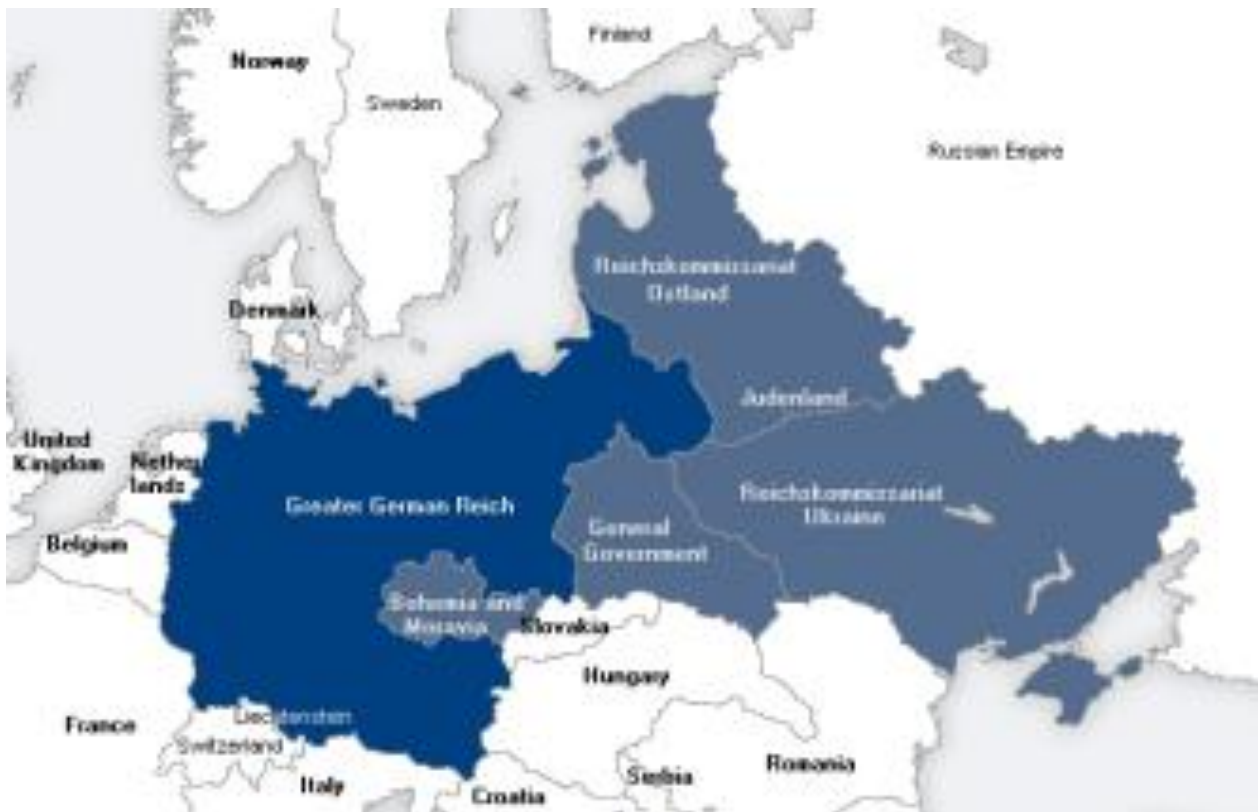 Finland
Norway
Sweden
Russian Empire
Reichskommissariat
Ostland
Denmark
Judenland
United
Kingdom
Nether
lands
Greater German Reich
Reichskommissariat
Ukraine
General
Government
Belgium
Bohemia and
Moravia
Slovakia
Hungary
France
Liechtenstein
Switzerland
Italy
Croatia
Serbia
Romania